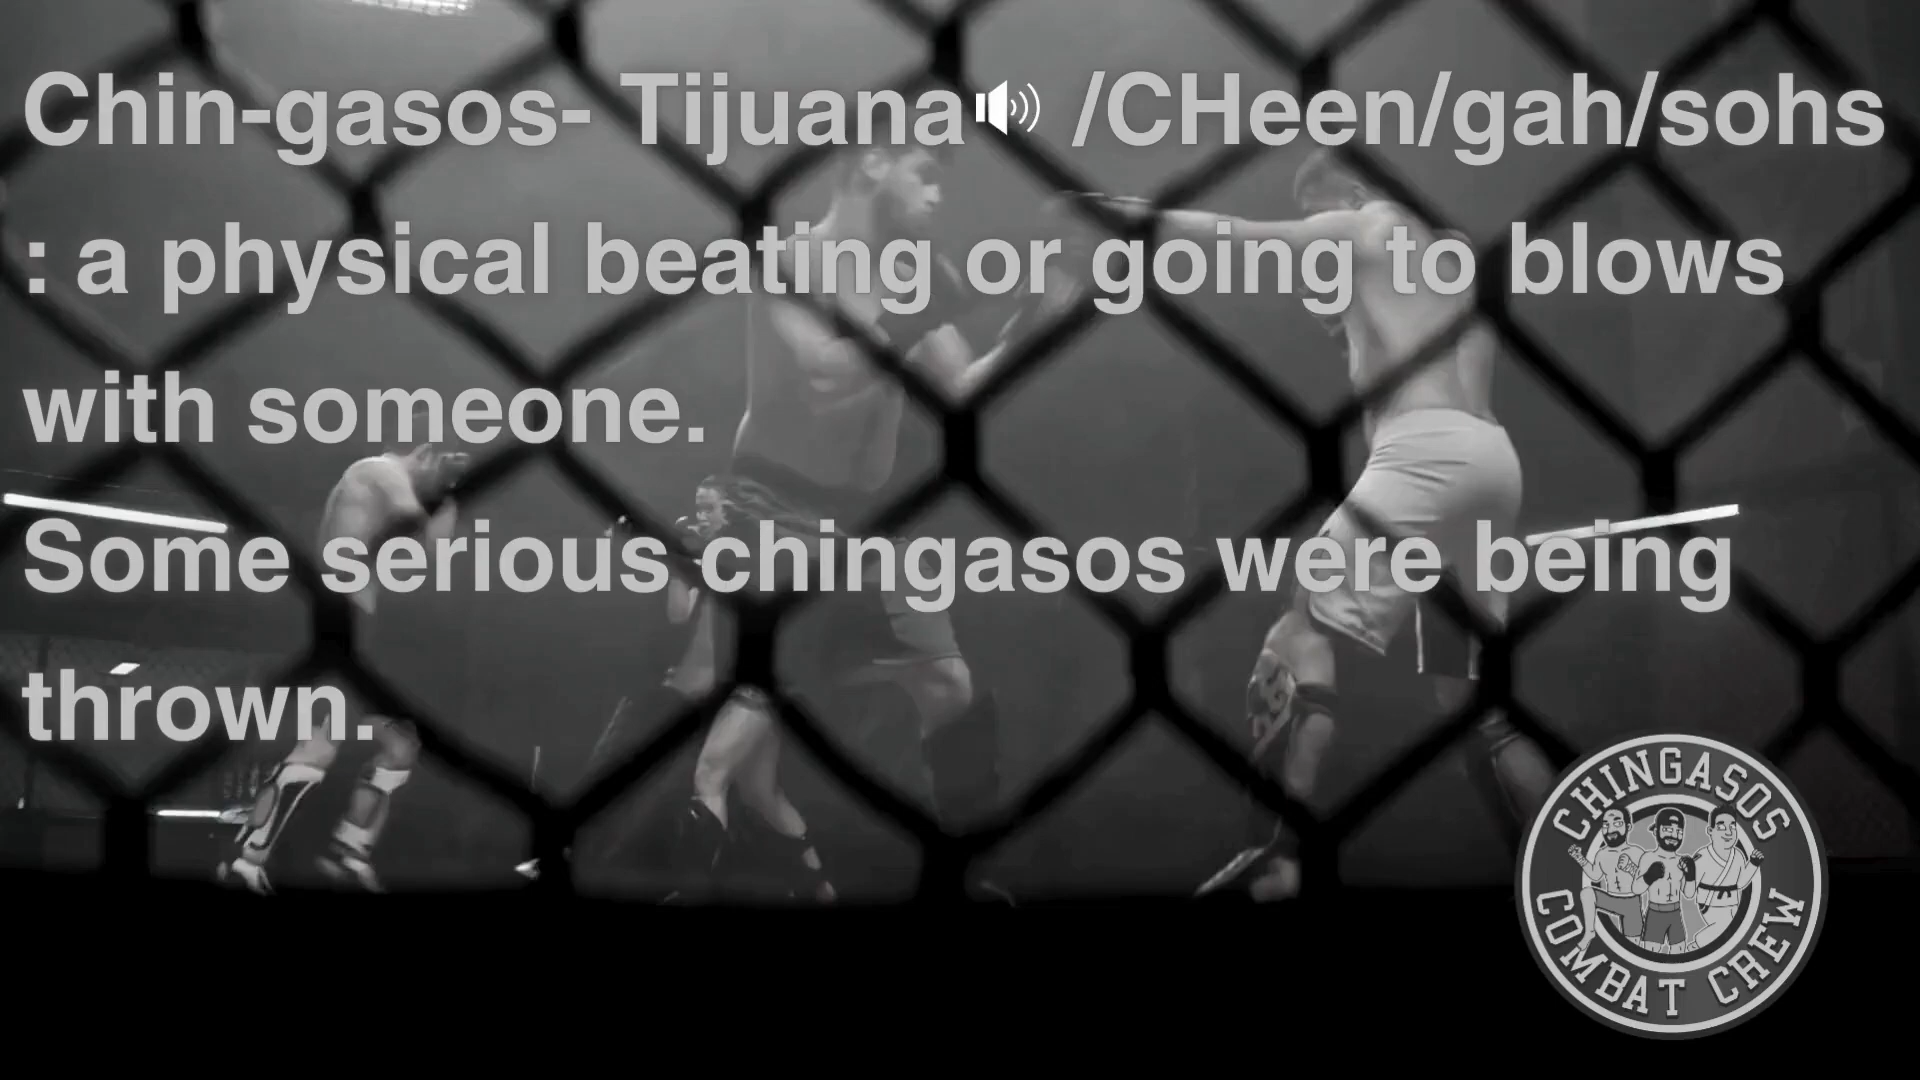 Chin-gasos- Tijuana /CHeen/gah/sohs
: a physical beating or going to blows
with someone.
Some serious chingasos were being
thrown.
CHINGASOS
COMBAT CREW